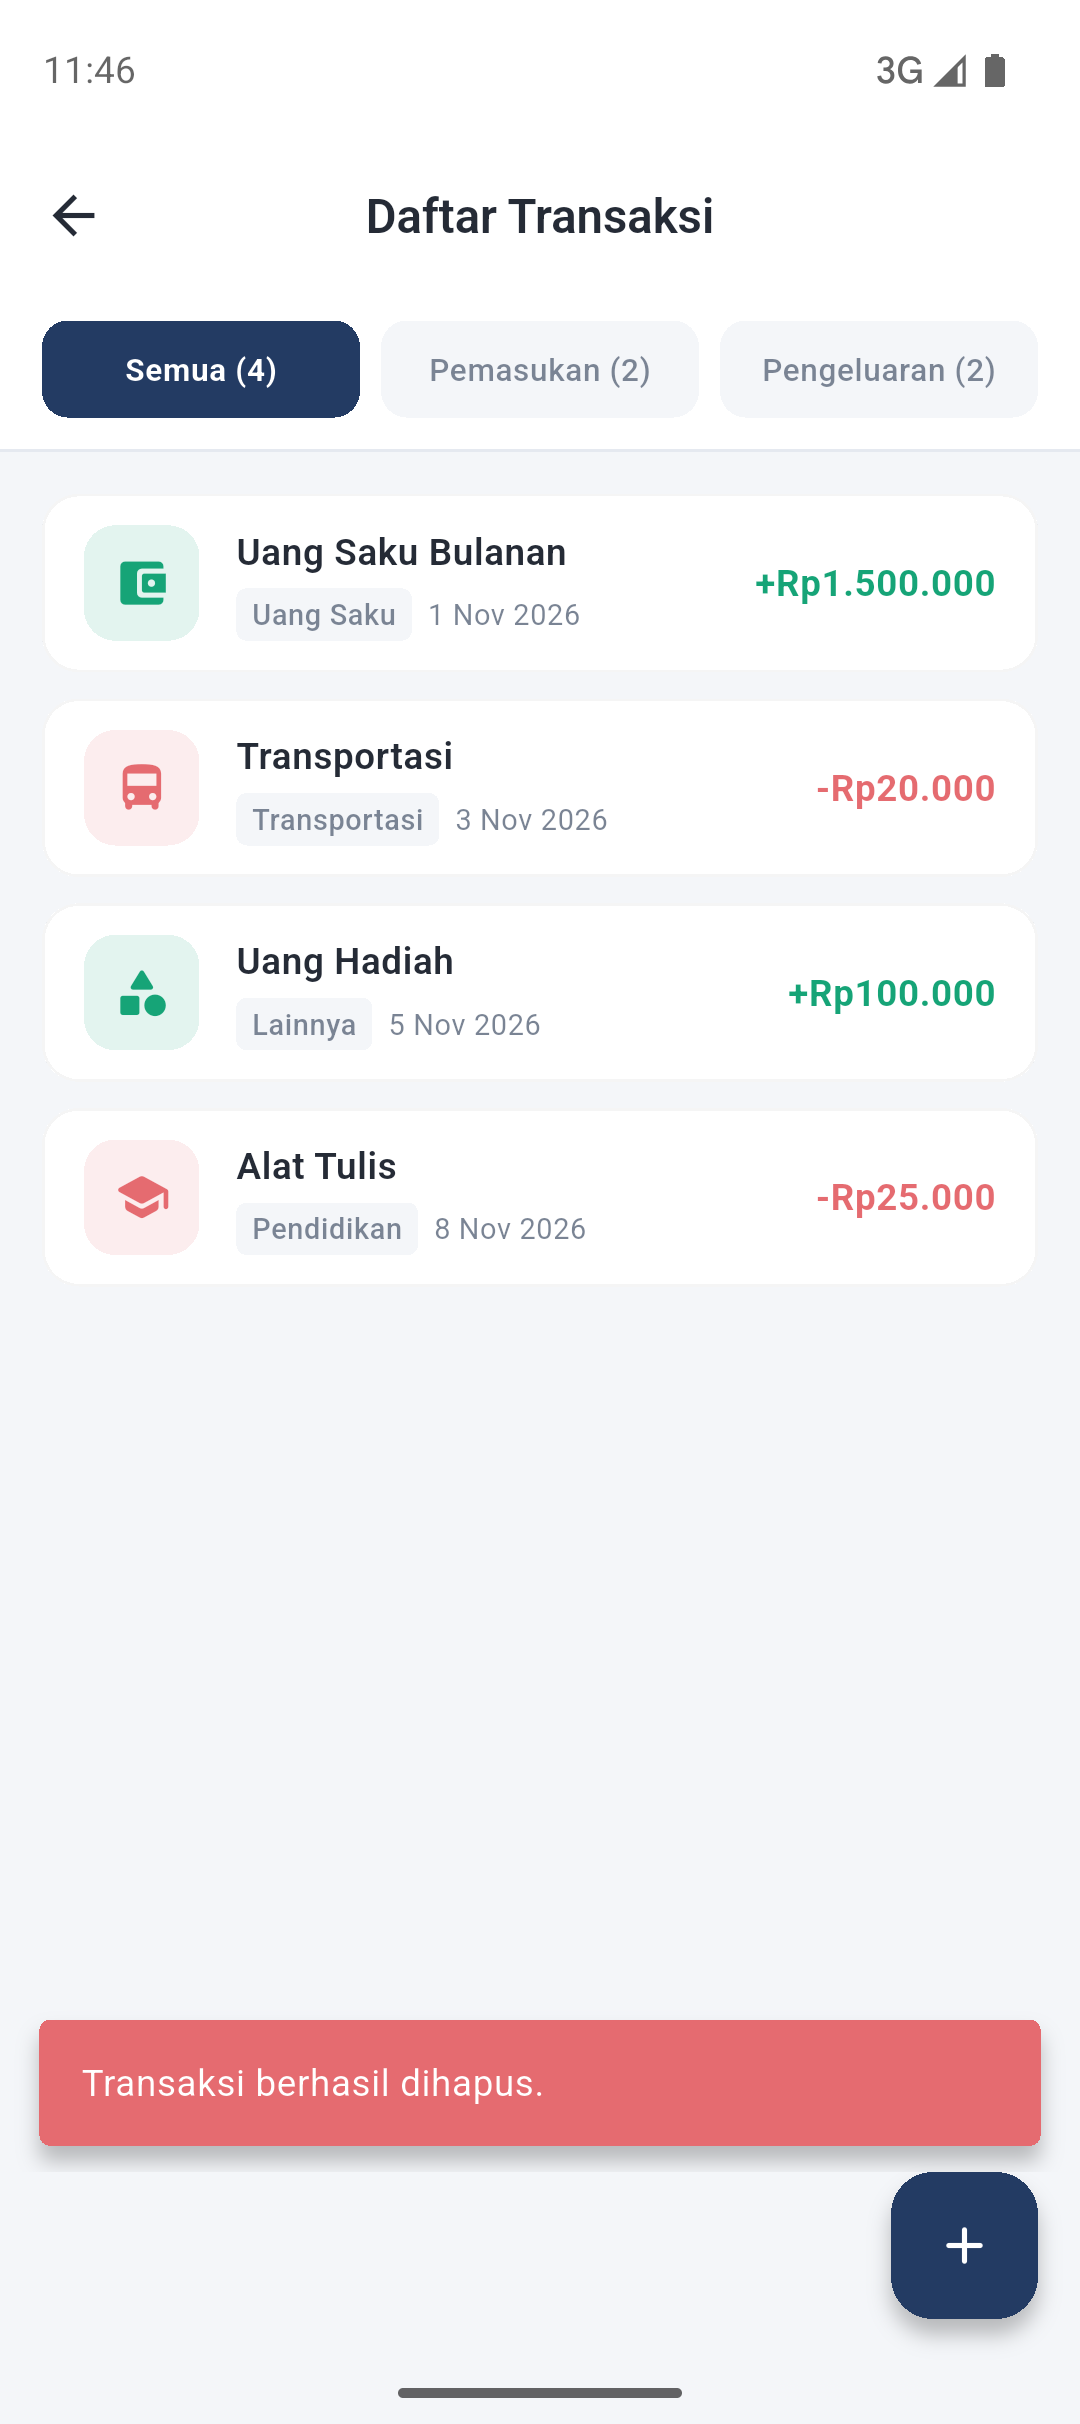 11:46
3G
Daftar Transaksi
Semua (4)
Pemasukan (2)
Pengeluaran (2)
Uang Saku Bulanan
Uang Saku
1 Nov 2026
+Rp1.500.000
Transportasi
Transportasi
3 Nov 2026
-Rp20.000
Uang Hadiah
Lainnya
5 Nov 2026
+Rp100.000
Alat Tulis
Pendidikan
8 Nov 2026
-Rp25.000
Transaksi berhasil dihapus.